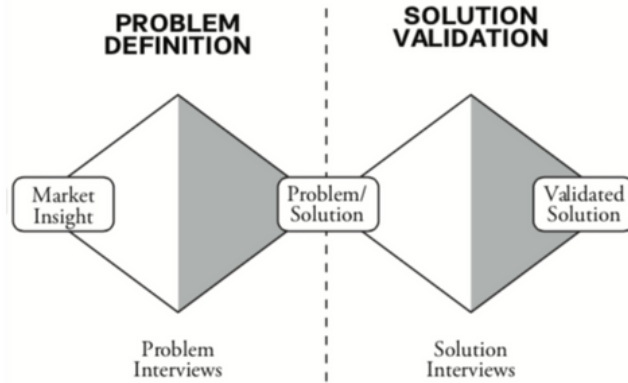 PROBLEM
DEFINITION
SOLUTION
VALIDATION
Market
Insight
Problem/
Solution
Validated
Solution
Problem
Interviews
Solution
Interviews